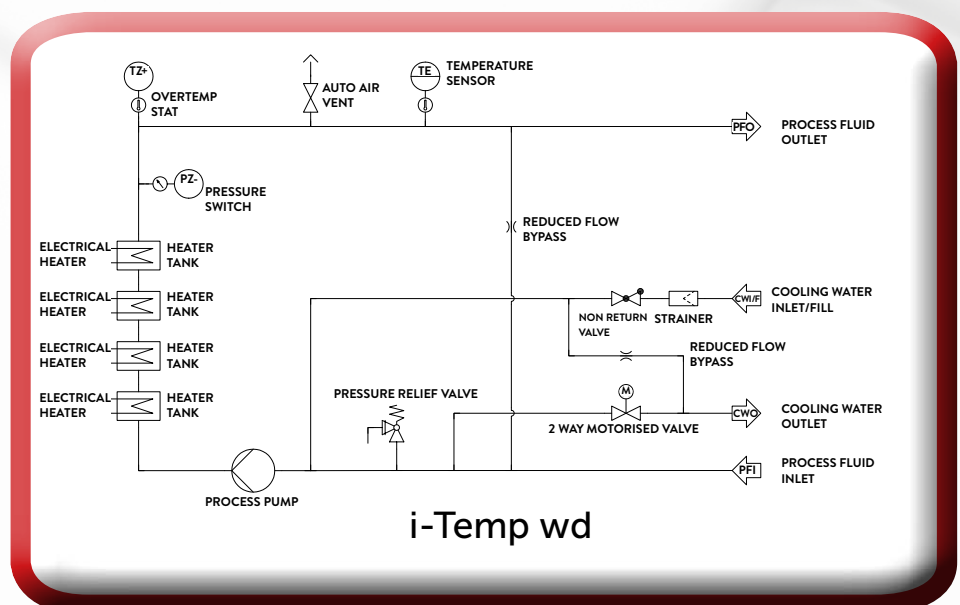 TZ+
OVERTEMP
STAT
AUTO AIR
VENT
TE
TEMPERATURE
SENSOR
PFO
PROCESS FLUID
OUTLET
PZ-
PRESSURE
SWITCH
REDUCED FLOW
BYPASS
ELECTRICAL
HEATER
HEATER
TANK
ELECTRICAL
HEATER
HEATER
TANK
ELECTRICAL
HEATER
HEATER
TANK
ELECTRICAL
HEATER
HEATER
TANK
NON RETURN
VALVE
STRAINER
CWI/F
COOLING WATER
INLET/FILL
REDUCED FLOW
BYPASS
PRESSURE RELIEF VALVE
M
2 WAY MOTORISED VALVE
CWO
COOLING WATER
OUTLET
PFI
PROCESS FLUID
INLET
PROCESS PUMP
i-Temp wd